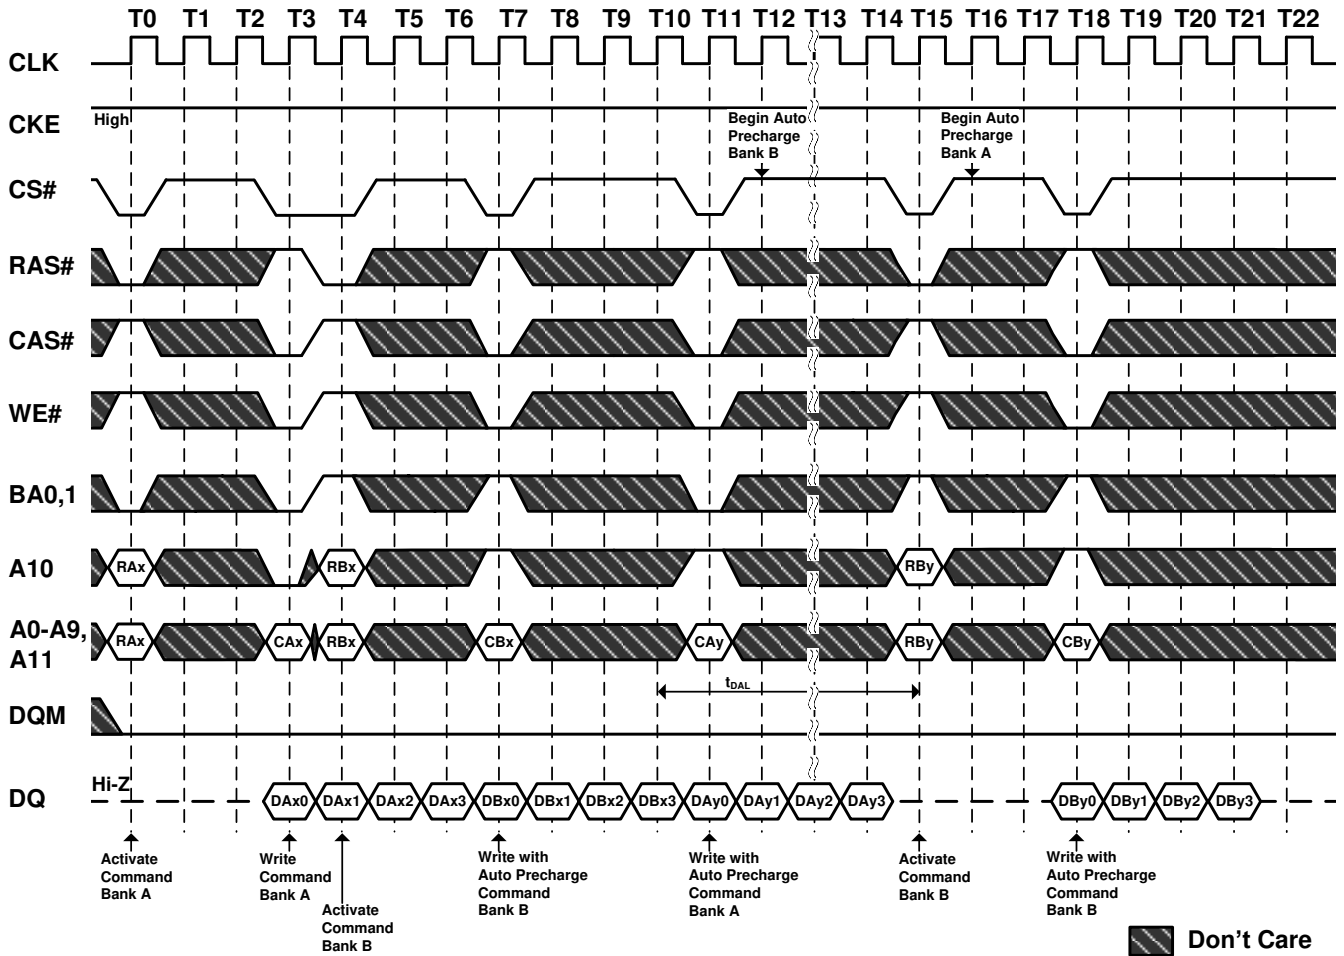 T0 T1 T2 T3 T4 T5 T6 T7 T8 T9 T10 T11 T12 T13 T14 T15 T16 T17 T18 T19 T20 T21 T22
CLK
CKE
High
Begin Auto
Precharge
Bank B
Begin Auto
Precharge
Bank A
CS#
RAS#
CAS#
WE#
BA0,1
A10
RAx RBx RBy
A0-A9,
A11
RAx CAx RBx CBx CAy RBy CBy
tDAL
DQM
DQ
Hi-Z
DAx0 DAx1 DAx2 DAx3 DBx0 DBx1 DBx2 DBx3 DAy0 DAy1 DAy2 DAy3 DBy0 DBy1 DBy2 DBy3
Activate
Command
Bank A
Write
Command
Bank A
Activate
Command
Bank B
Write with
Auto Precharge
Command
Bank B
Write with
Auto Precharge
Command
Bank A
Activate
Command
Bank B
Write with
Auto Precharge
Command
Bank B
Don't Care